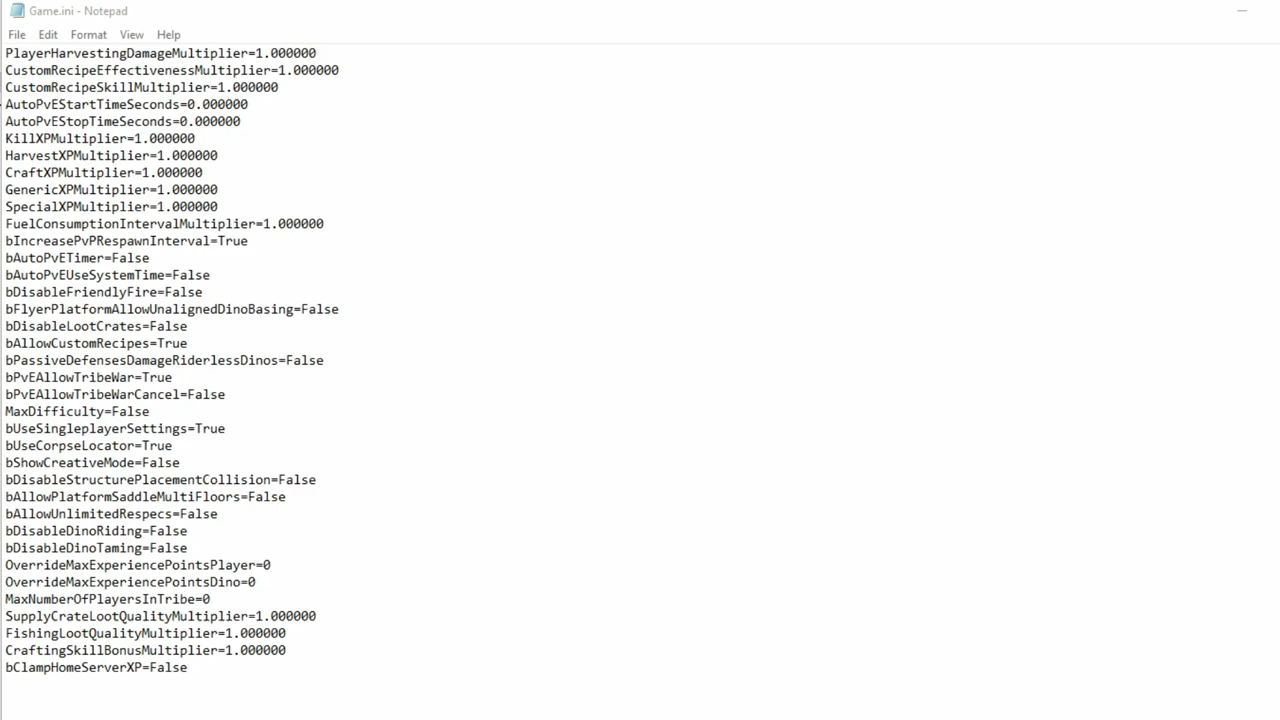 Game.ini - Notepad
File Edit Format View Help
PlayerHarvestingDamageMultiplier=1.000000
CustomRecipeEffectivenessMultiplier=1.000000
CustomRecipeSkillMultiplier=1.000000
AutoPvEStartTimeSeconds=0.000000
AutoPvEStopTimeSeconds=0.000000
KillXPMultiplier=1.000000
HarvestXPMultiplier=1.000000
CraftXPMultiplier=1.000000
GenericXPMultiplier=1.000000
SpecialXPMultiplier=1.000000
FuelConsumptionIntervalMultiplier=1.000000
bIncreasePvPRespawnInterval=True
bAutoPvETimer=False
bAutoPvEUseSystemTime=False
bDisableFriendlyFire=False
bFlyerPlatformAllowUnalignedDinoBasing=False
bDisableLootCrates=False
bAllowCustomRecipes=True
bPassiveDefensesDamageRiderlessDinos=False
bPvEAllowTribeWar=True
bPvEAllowTribeWarCancel=False
MaxDifficulty=False
bUseSingleplayerSettings=True
bUseCorpseLocator=True
bShowCreativeMode=False
bDisableStructurePlacementCollision=False
bAllowPlatformSaddleMultiFloors=False
bAllowUnlimitedRespecs=False
bDisableDinoRiding=False
bDisableDinoTaming=False
OverrideMaxExperiencePointsPlayer=0
OverrideMaxExperiencePointsDino=0
MaxNumberOfPlayersInTribe=0
SupplyCrateLootQualityMultiplier=1.000000
FishingLootQualityMultiplier=1.000000
CraftingSkillBonusMultiplier=1.000000
bClampHomeServerXP=False